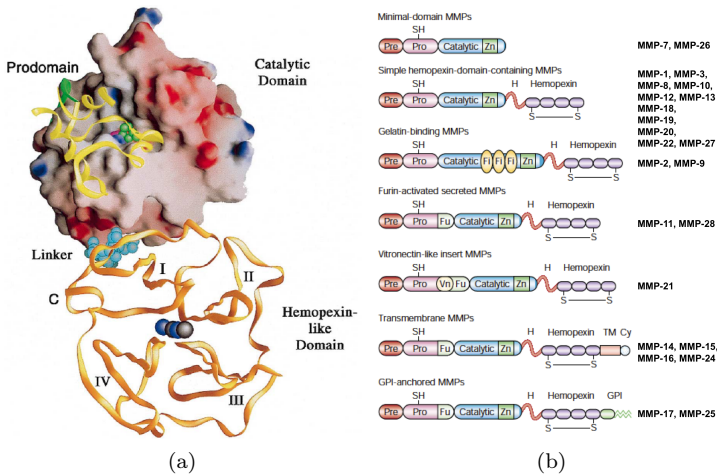 Prodomain
Catalytic
Domain
Linker
I
II
C
Hemopexin-
like
Domain
IV
III
(a)
Minimal-domain MMPs
SH
Pre Pro Catalytic Zn
MMP-7, MMP-26
Simple hemopexin-domain-containing MMPs
SH H Hemopexin
Pre Pro Catalytic Zn
S S
MMP-1, MMP-3,
MMP-8, MMP-10,
MMP-12, MMP-13
MMP-18,
MMP-19,
MMP-20,
MMP-22, MMP-27
Gelatin-binding MMPs
SH H Hemopexin
Pre Pro Catalytic Fi Fi Fi Zn
S S
MMP-2, MMP-9
Furin-activated secreted MMPs
SH H Hemopexin
Pre Pro Fu Catalytic Zn
S S
MMP-11, MMP-28
Vitronectin-like insert MMPs
SH H Hemopexin
Pre Pro Vn Fu Catalytic Zn
S S
MMP-21
Transmembrane MMPs
SH H Hemopexin TM Cy
Pre Pro Fu Catalytic Zn
S S
MMP-14, MMP-15,
MMP-16, MMP-24
GPI-anchored MMPs
SH H Hemopexin GPI
Pre Pro Fu Catalytic Zn
S S
MMP-17, MMP-25
(b)